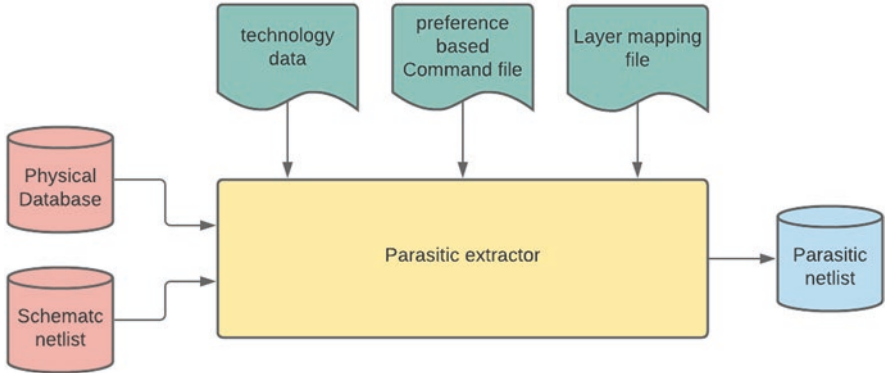 technology
data
preference
based
Command file
Layer mapping
file
Physical
Database
Parasitic extractor
Parasitic
netlist
Schematc
netlist